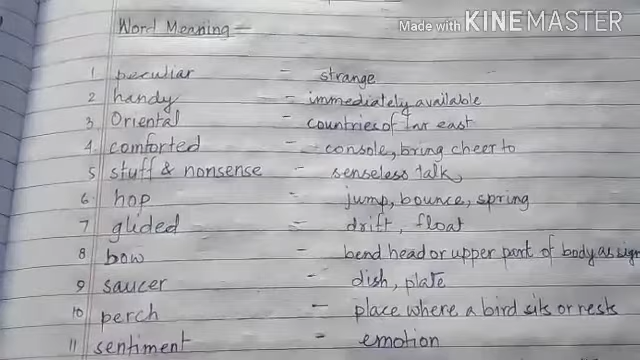 Word Meaning -
Made with KINEMASTER
1 peculiar - strange
2 handy - immediately available
3 Oriental - countries of far east
4 comforted - console, bring cheer to
5 stuff & nonsense - senseless talk
6 hop - jump, bounce, spring
7 glided - drift, float
8 bow - bend head or upper part of body as sign
9 saucer - dish, plate
10 perch - place where a bird sits or rests
11 sentiment - emotion